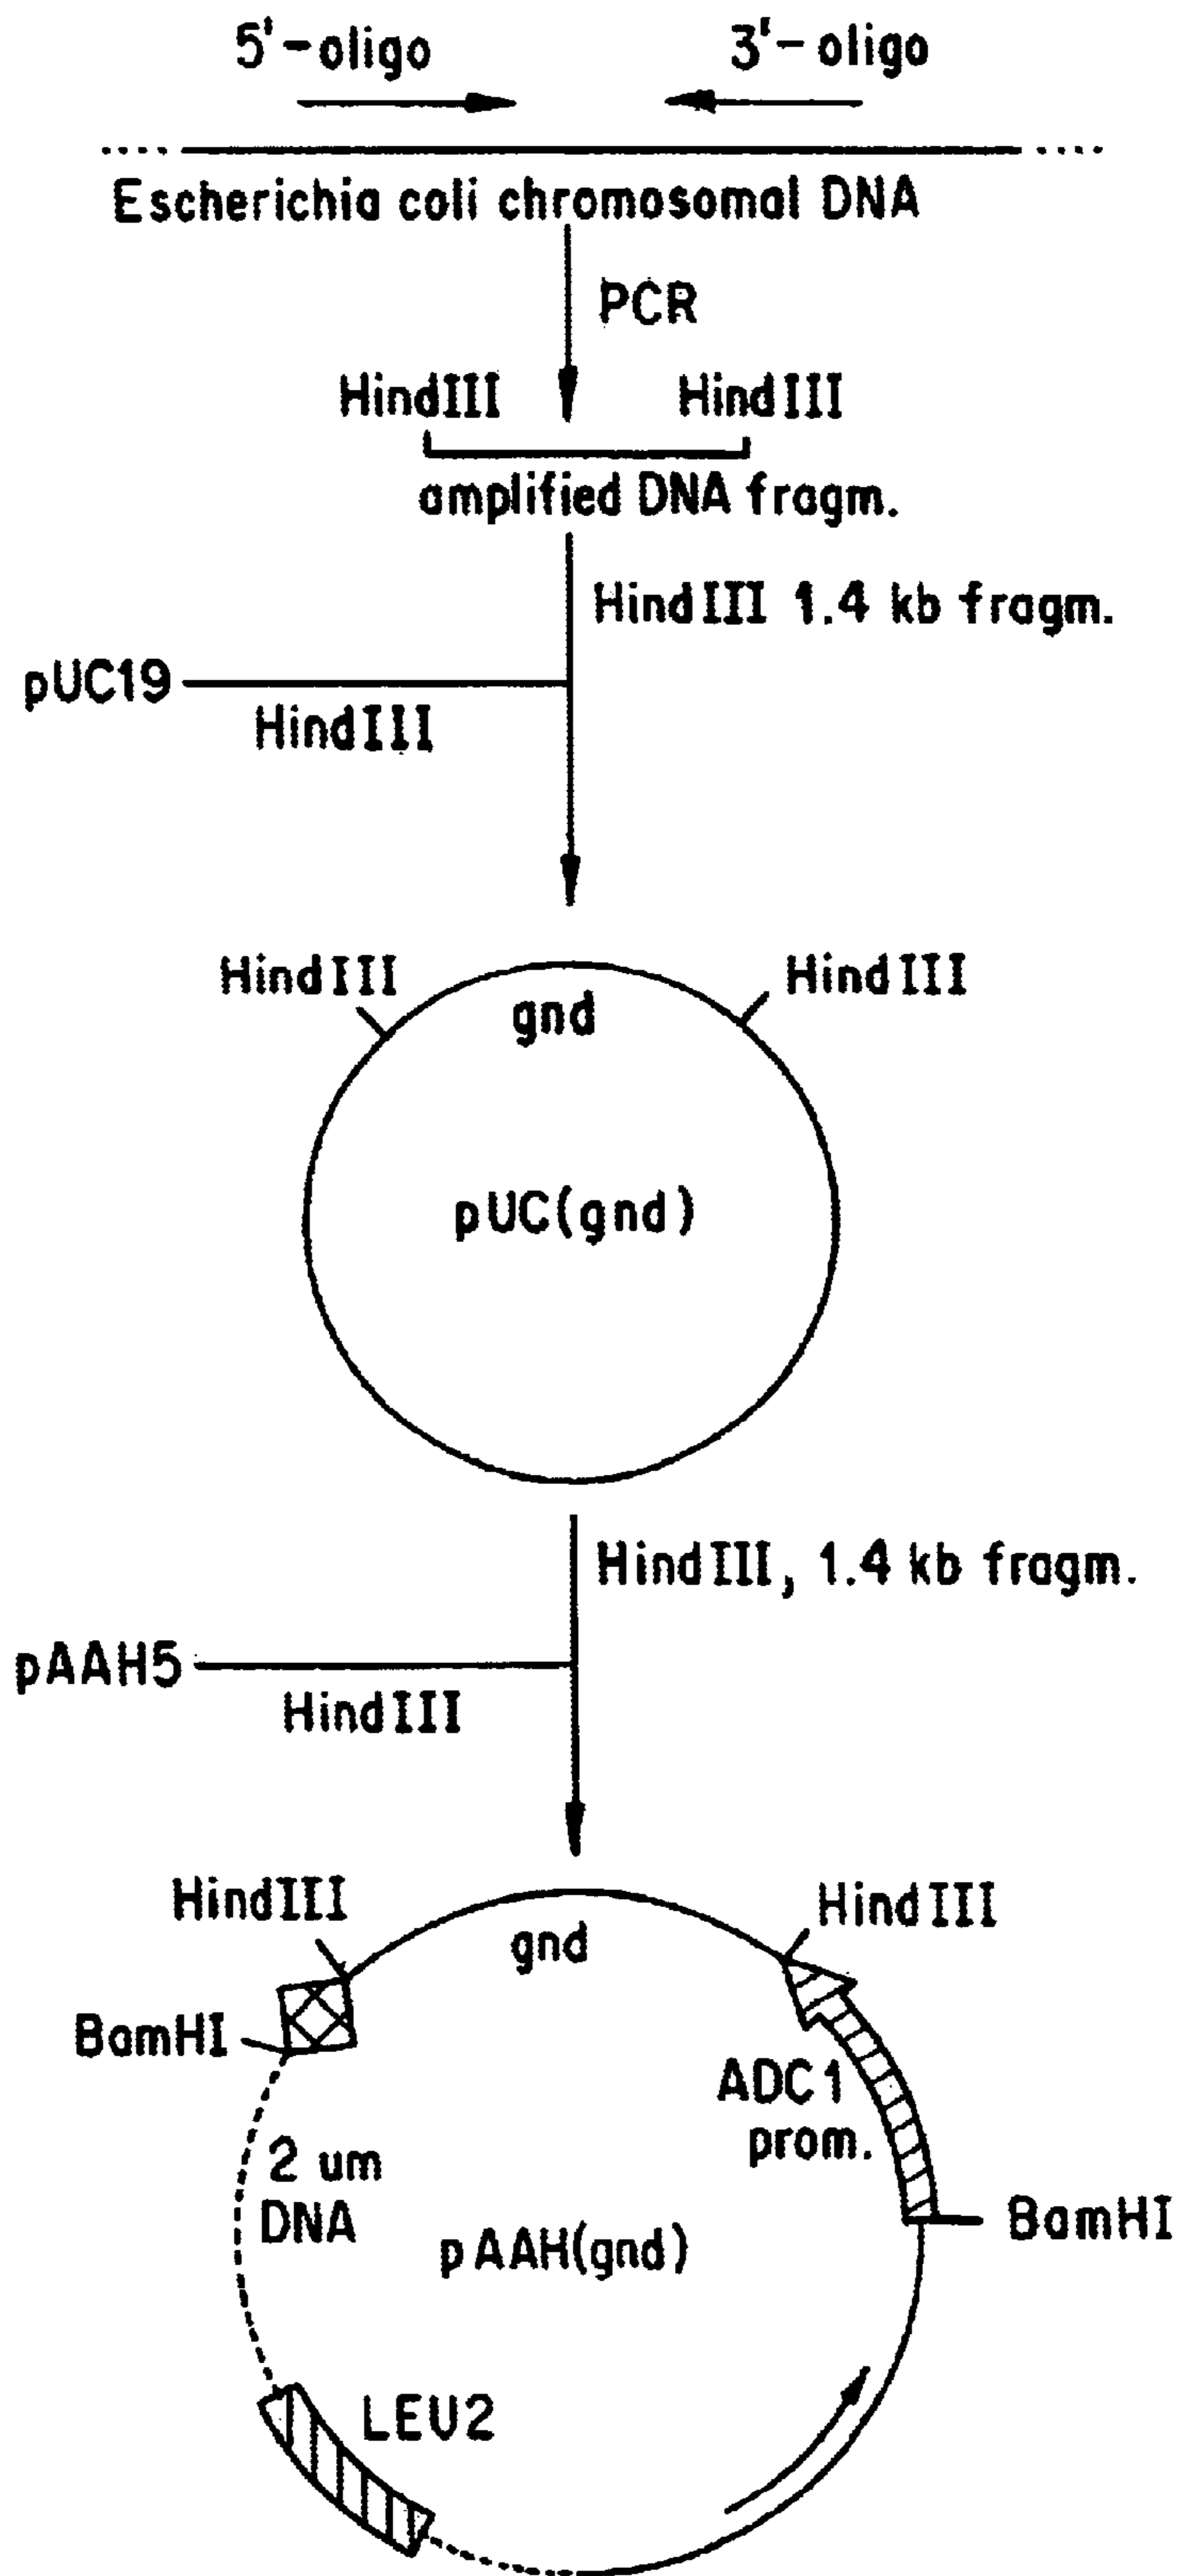 5'-oligo 3'-oligo
Escherichia coli chromosomal DNA
PCR
HindIII HindIII
amplified DNA fragm.
HindIII 1.4 kb fragm.
pUC19
HindIII
HindIII HindIII
gnd
pUC(gnd)
HindIII, 1.4 kb fragm.
pAAH5
HindIII
HindIII HindIII
gnd
BamHI
ADC1
prom.
2 um
DNA
BamHI
pAAH(gnd)
LEU2